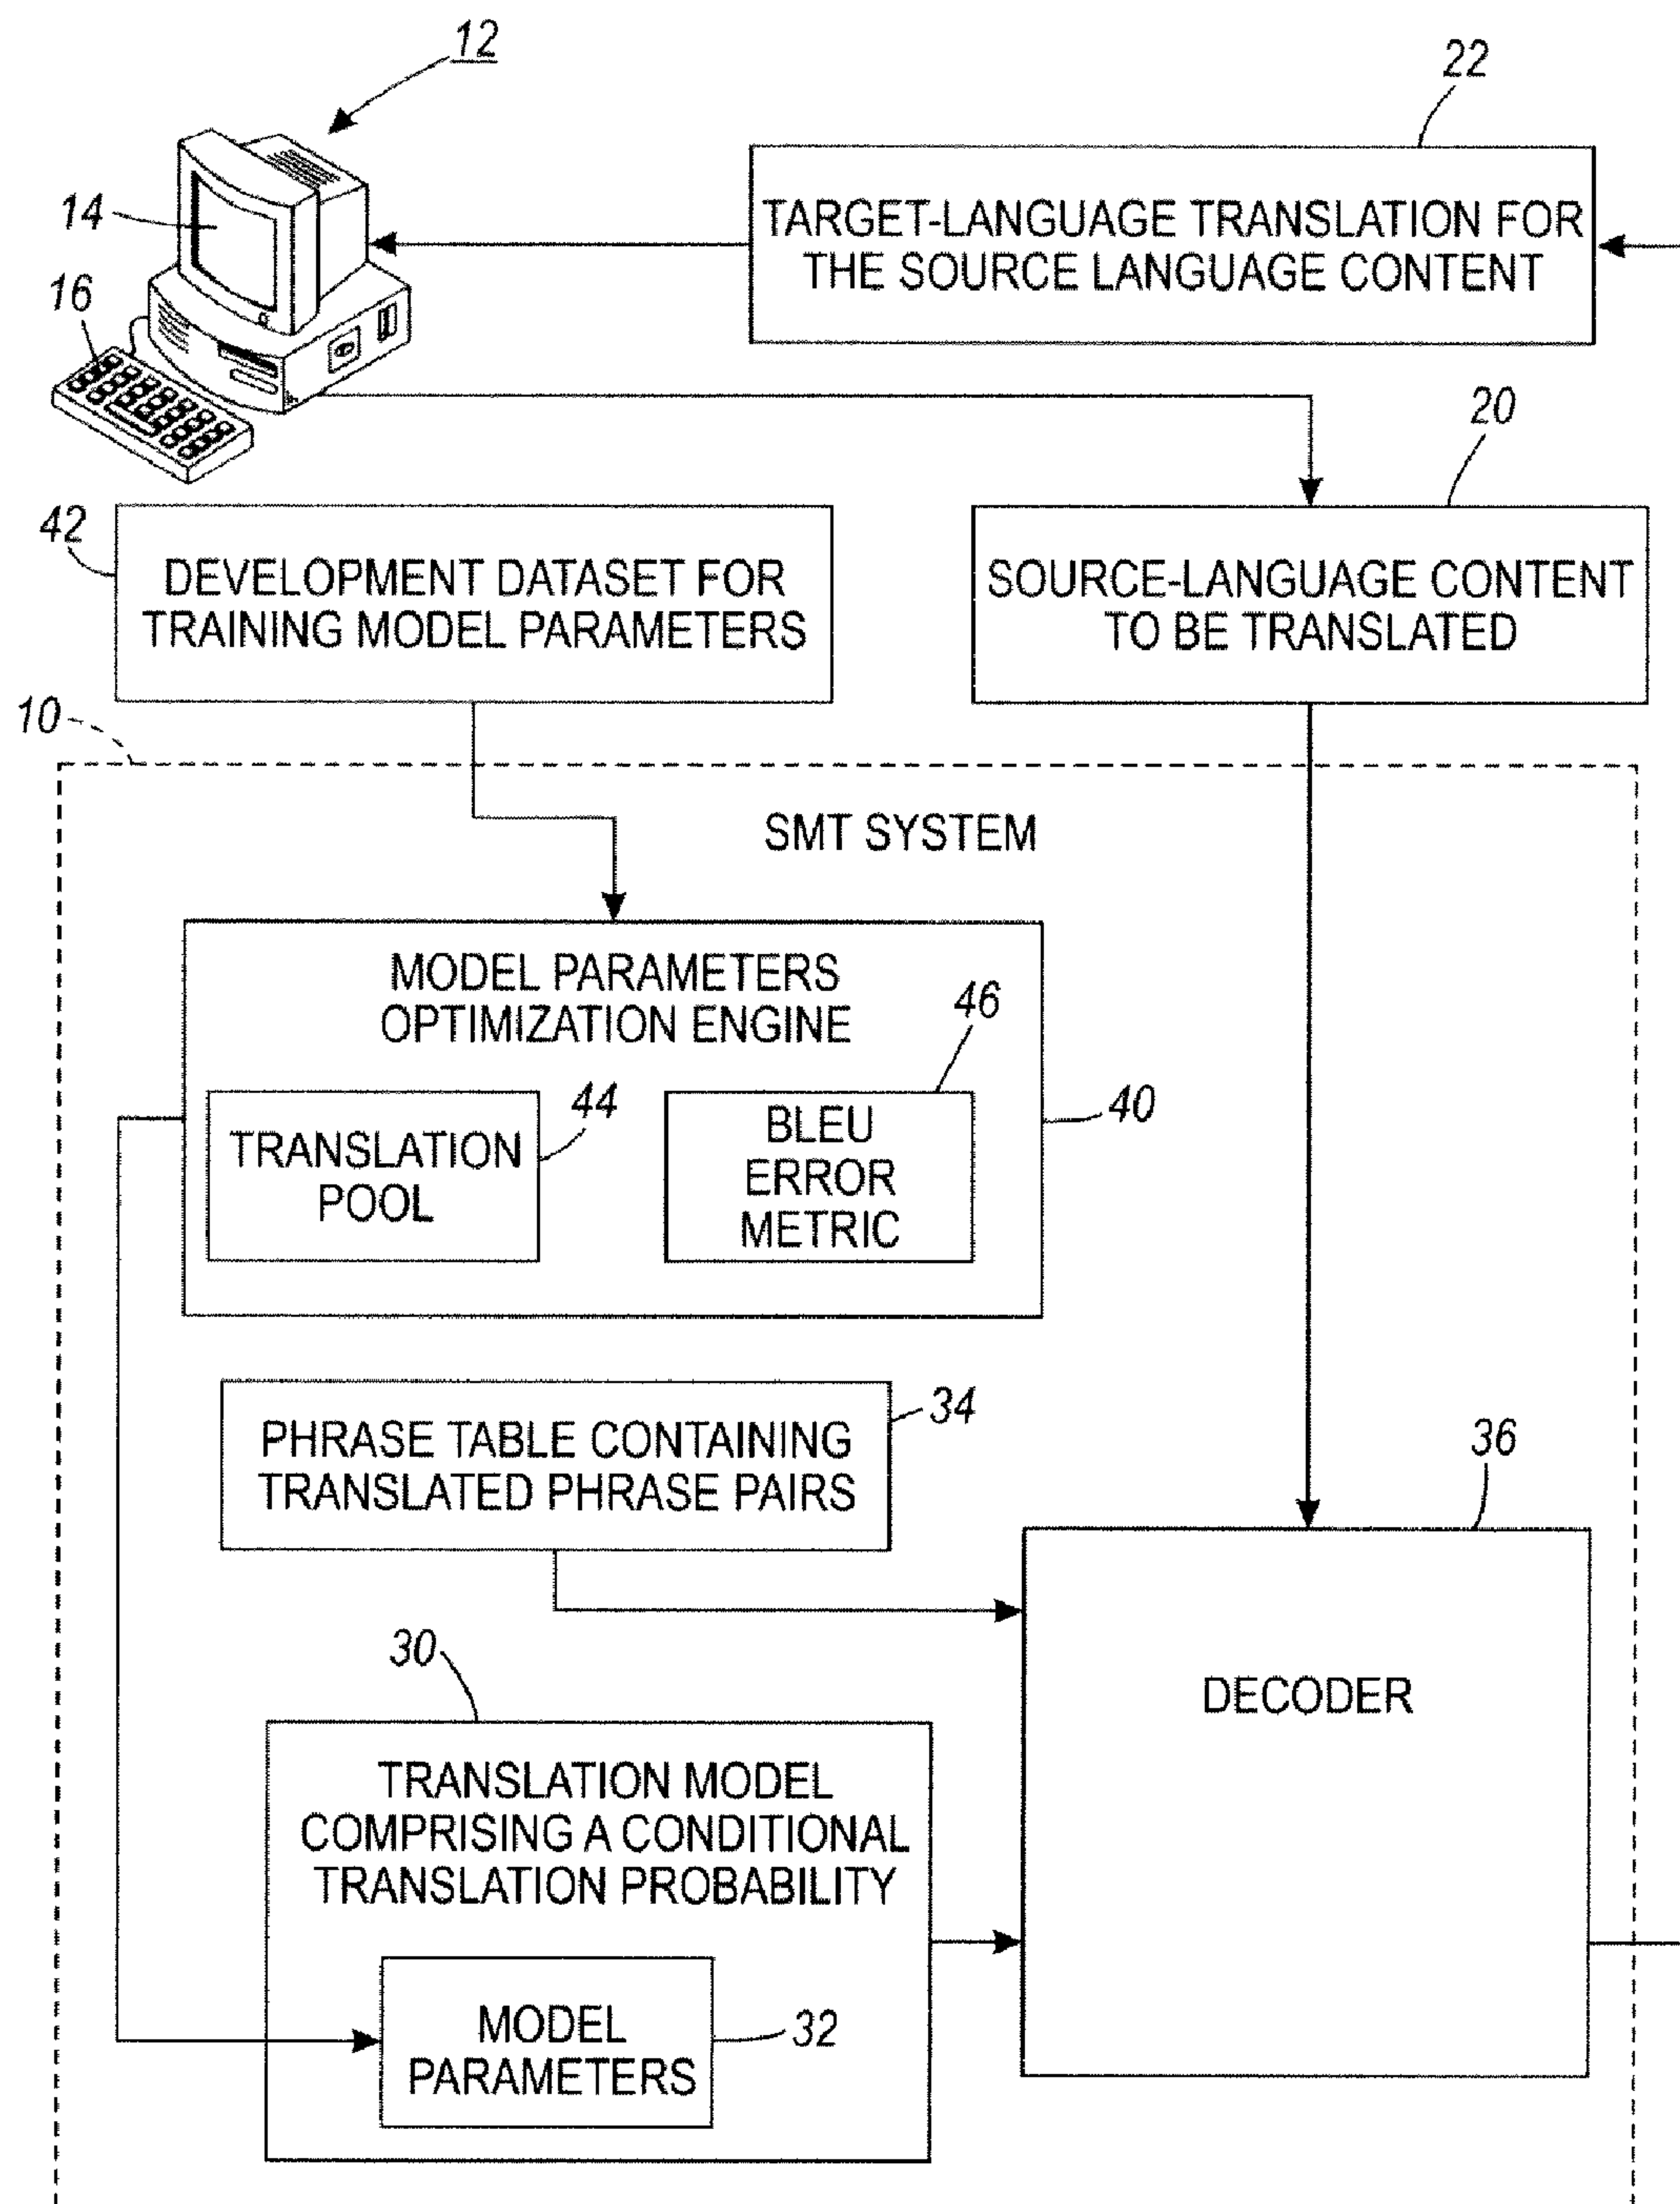 12
22
14
TARGET-LANGUAGE TRANSLATION FOR
THE SOURCE LANGUAGE CONTENT
16
20
42
DEVELOPMENT DATASET FOR
TRAINING MODEL PARAMETERS
SOURCE-LANGUAGE CONTENT
TO BE TRANSLATED
10
SMT SYSTEM
MODEL PARAMETERS
OPTIMIZATION ENGINE
46
44
40
TRANSLATION
POOL
BLEU
ERROR
METRIC
34
PHRASE TABLE CONTAINING
TRANSLATED PHRASE PAIRS
36
DECODER
30
TRANSLATION MODEL
COMPRISING A CONDITIONAL
TRANSLATION PROBABILITY
MODEL
PARAMETERS
32